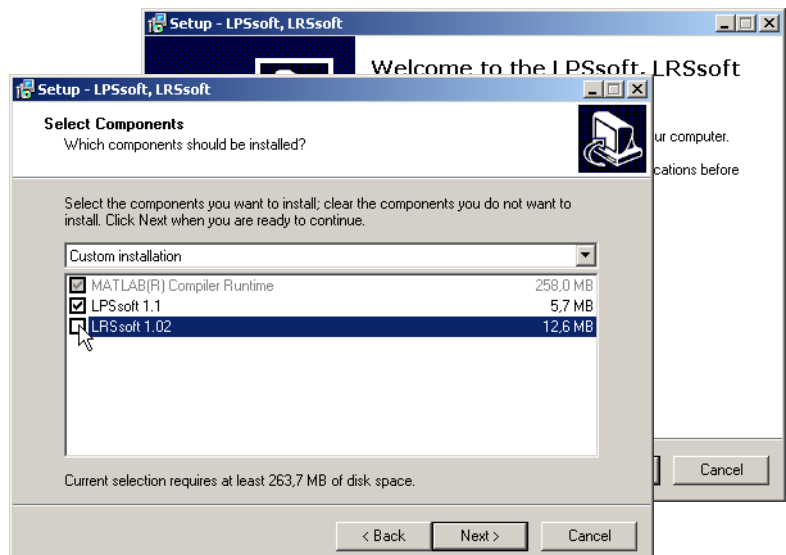 Setup - LPSsoft, LRSsoft
Welcome to the LPSsoft, LRSsoft
ur computer.
cations before
Cancel
Setup - LPSsoft, LRSsoft
Select Components
Which components should be installed?
Select the components you want to install; clear the components you do not want to
install. Click Next when you are ready to continue.
Custom installation
MATLAB(R) Compiler Runtime 258,0 MB
LPSsoft 1.1 5,7 MB
LRSsoft 1.02 12,6 MB
Current selection requires at least 263,7 MB of disk space.
< Back Next > Cancel